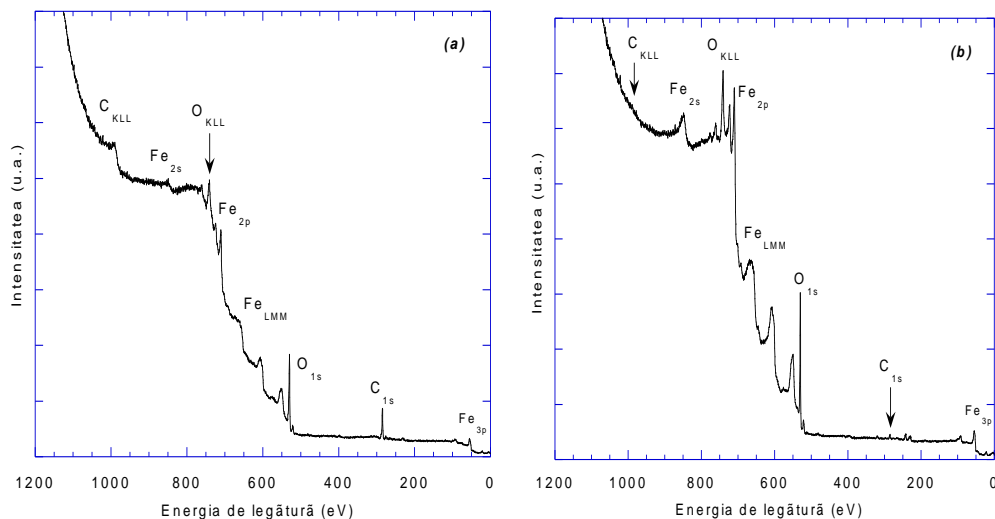 (a)
C KLL
O KLL
Fe 2s
Fe 2p
Fe LMM
O 1s
C 1s
Fe 3p
Intensitatea (u.a.)
1200 1000 800 600 400 200 0
Energia de legătură (eV)
(b)
C KLL
O KLL
Fe 2s
Fe 2p
Fe LMM
O 1s
C 1s
Fe 3p
Intensitatea (u.a.)
1200 1000 800 600 400 200 0
Energia de legătură (eV)